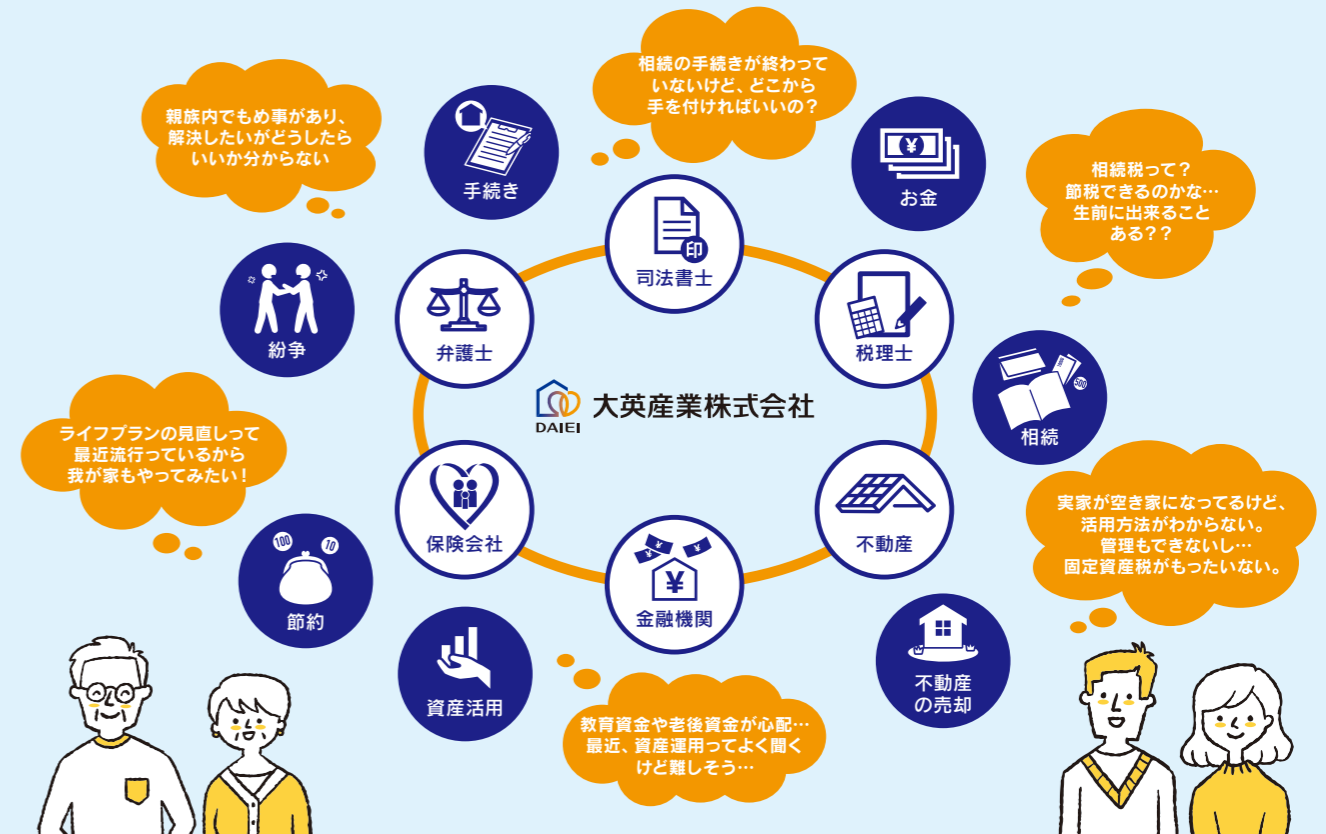 相続の手続きが終わって
いないけど、どこから
手を付ければいいの？
親族内でもめ事があり、
解決したいがどうしたら
いいか分からない
手続き
¥
お金
相続税って？
節税できるのかな…
生前に出来ること
ある？？
印
司法書士
紛争
弁護士
税理士
500
相続
DAIEI
大英産業株式会社
ライフプランの見直しって
最近流行っているから
我が家もやってみたい！
保険会社
¥
¥
¥
¥
金融機関
不動産
実家が空き家になってるけど、
活用方法がわからない。
管理もできないし…
固定資産税がもったいない。
100
10
節約
資産活用
不動産
の売却
教育資金や老後資金が心配…
最近、資産運用ってよく聞く
けど難しそう…